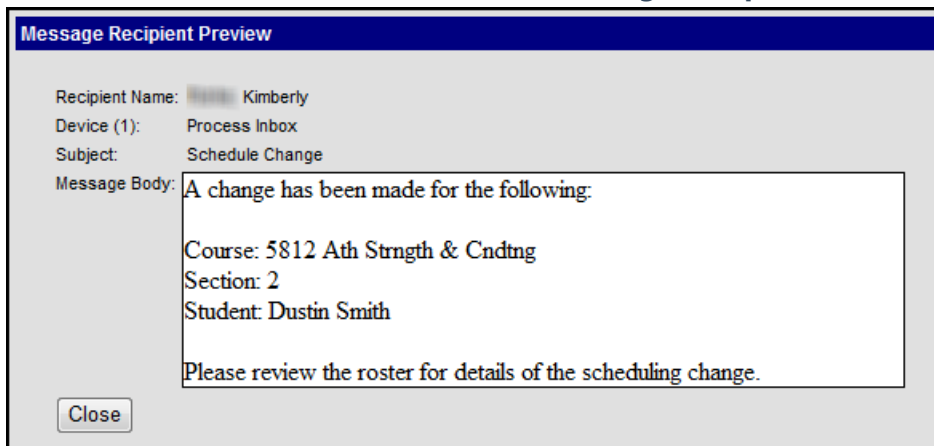 Message Recipient Preview
Recipient Name: Kimberly
Device (1): Process Inbox
Subject: Schedule Change
Message Body: A change has been made for the following:
Course: 5812 Ath Strngth & Cndtng
Section: 2
Student: Dustin Smith
Please review the roster for details of the scheduling change.
Close